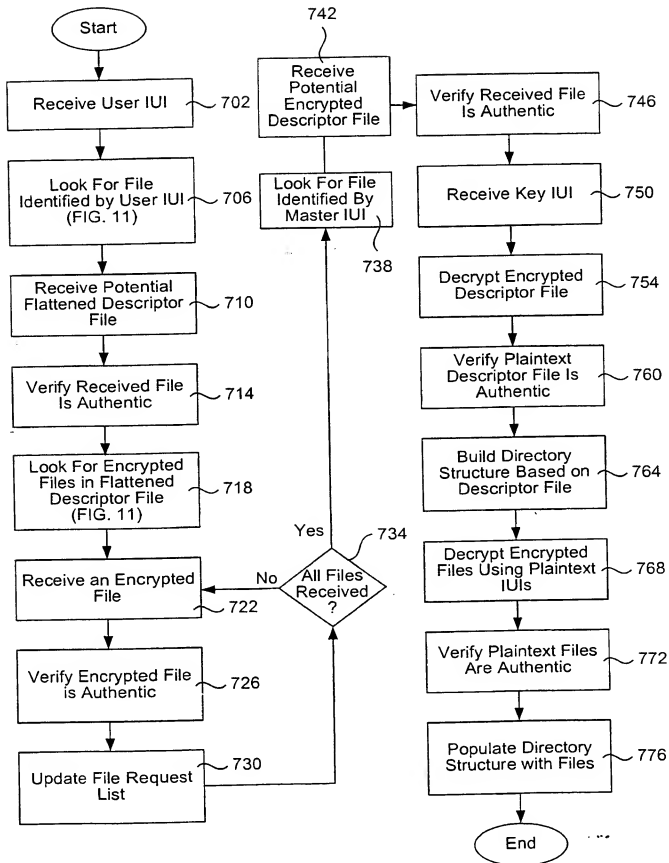 Start
Receive User IUI
702
Look For File
Identified by User IUI
(FIG. 11)
706
Receive Potential
Flattened Descriptor
File
710
Verify Received File
Is Authentic
714
Look For Encrypted
Files in Flattened
Descriptor File
(FIG. 11)
718
Receive an Encrypted
File
722
Verify Encrypted File
is Authentic
726
Update File Request
List
730
All Files
Received
?
734
No
Yes
Look For File
Identified By
Master IUI
738
Receive
Potential
Encrypted
Descriptor File
742
Verify Received File
Is Authentic
746
Receive Key IUI
750
Decrypt Encrypted
Descriptor File
754
Verify Plaintext
Descriptor File Is
Authentic
760
Build Directory
Structure Based on
Descriptor File
764
Decrypt Encrypted
Files Using Plaintext
IUIs
768
Verify Plaintext Files
Are Authentic
772
Populate Directory
Structure with Files
776
End